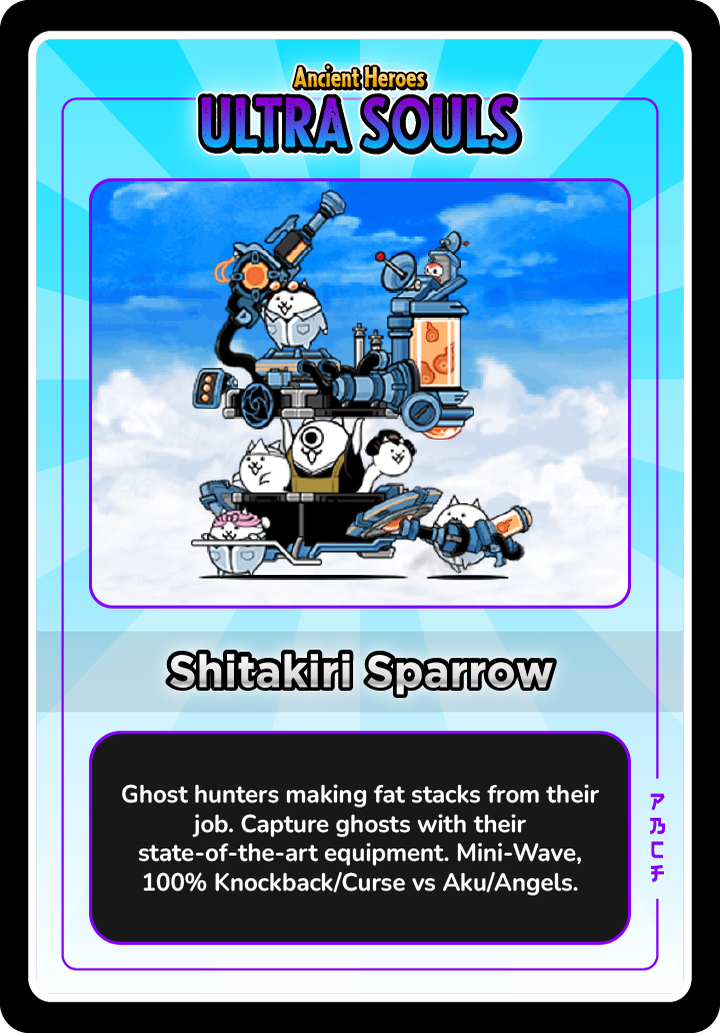 Ancient Heroes
ULTRA SOULS
Shitakiri Sparrow
Ghost hunters making fat stacks from their
job. Capture ghosts with their
state-of-the-art equipment. Mini-Wave,
100% Knockback/Curse vs Aku/Angels.
ア乃匚チ